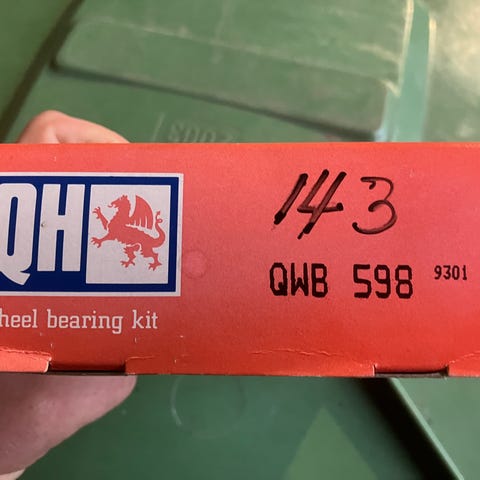 QH
143
QWB 598 9301
heel bearing kit